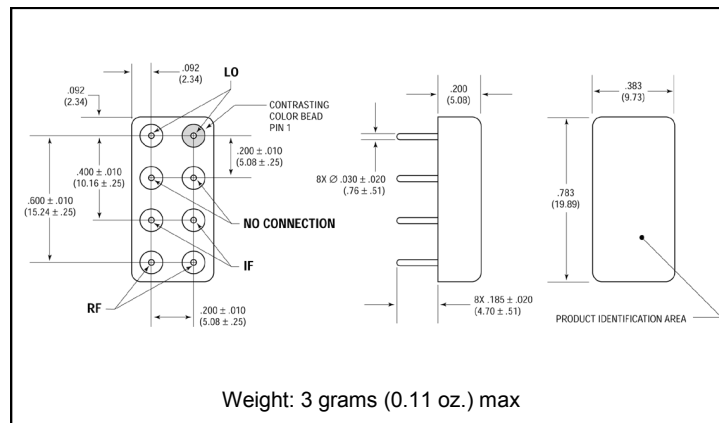 .092
(2.34)
LO
.092
(2.34)
CONTRASTING
COLOR BEAD
PIN 1
.200 ± .010
(5.08 ± .25)
.400 ± .010
(10.16 ± .25)
.600 ± .010
(15.24 ± .25)
NO CONNECTION
IF
RF
.200 ± .010
(5.08 ± .25)
.200
(5.08)
8X Ø .030 ± .020
(.76 ± .51)
8X .185 ± .020
(4.70 ± .51)
.383
(9.73)
.783
(19.89)
PRODUCT IDENTIFICATION AREA
Weight: 3 grams (0.11 oz.) max